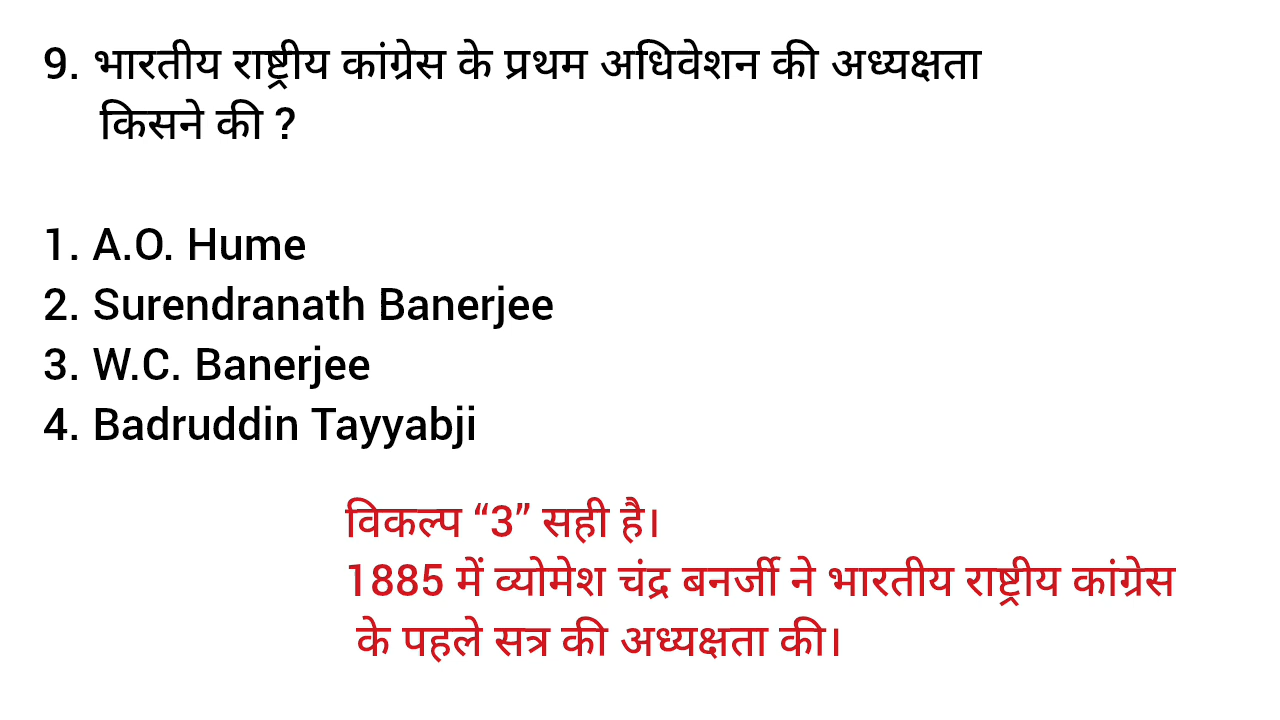 9. भारतीय राष्ट्रीय कांग्रेस के प्रथम अधिवेशन की अध्यक्षता
किसने की ?
1. A.O. Hume
2. Surendranath Banerjee
3. W.C. Banerjee
4. Badruddin Tayyabji
विकल्प “3” सही है।
1885 में व्योमेश चंद्र बनर्जी ने भारतीय राष्ट्रीय कांग्रेस
के पहले सत्र की अध्यक्षता की।